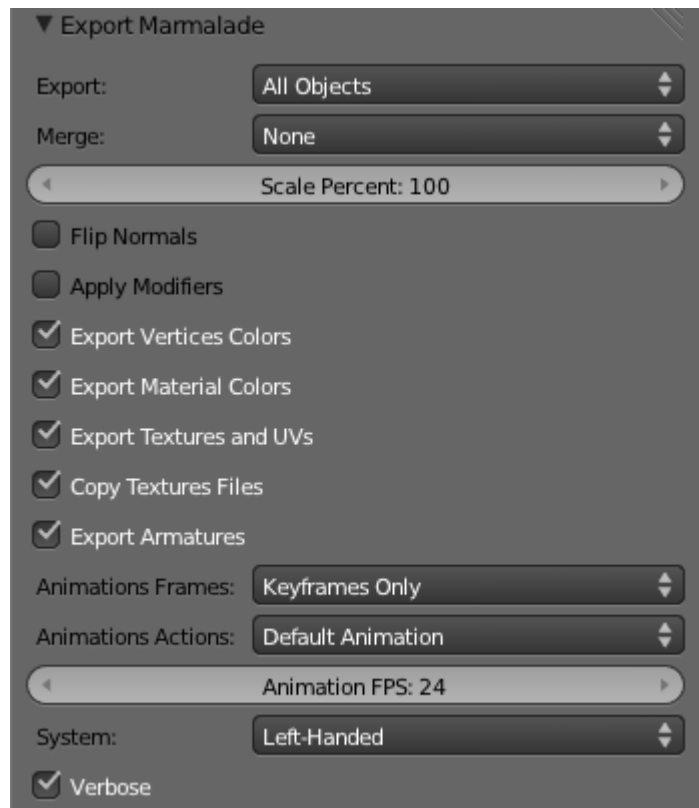 Export Marmalade
Export: All Objects
Merge: None
Scale Percent: 100
Flip Normals
Apply Modifiers
Export Vertices Colors
Export Material Colors
Export Textures and UVs
Copy Textures Files
Export Armatures
Animations Frames: Keyframes Only
Animations Actions: Default Animation
Animation FPS: 24
System: Left-Handed
Verbose